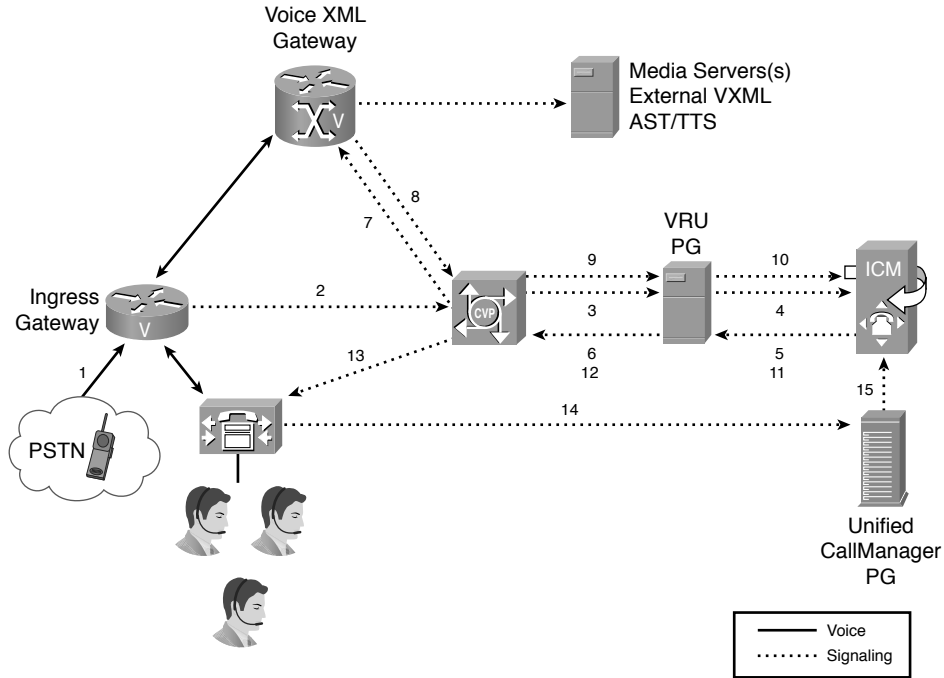 Voice XML
Gateway
Media Servers(s)
External VXML
AST/TTS
V
8
7
VRU
PG
9
10
ICM
Ingress
Gateway
2
V
CVP
3
4
6
12
5
11
13
1
15
PSTN
14
Unified
CallManager
PG
Voice
Signaling